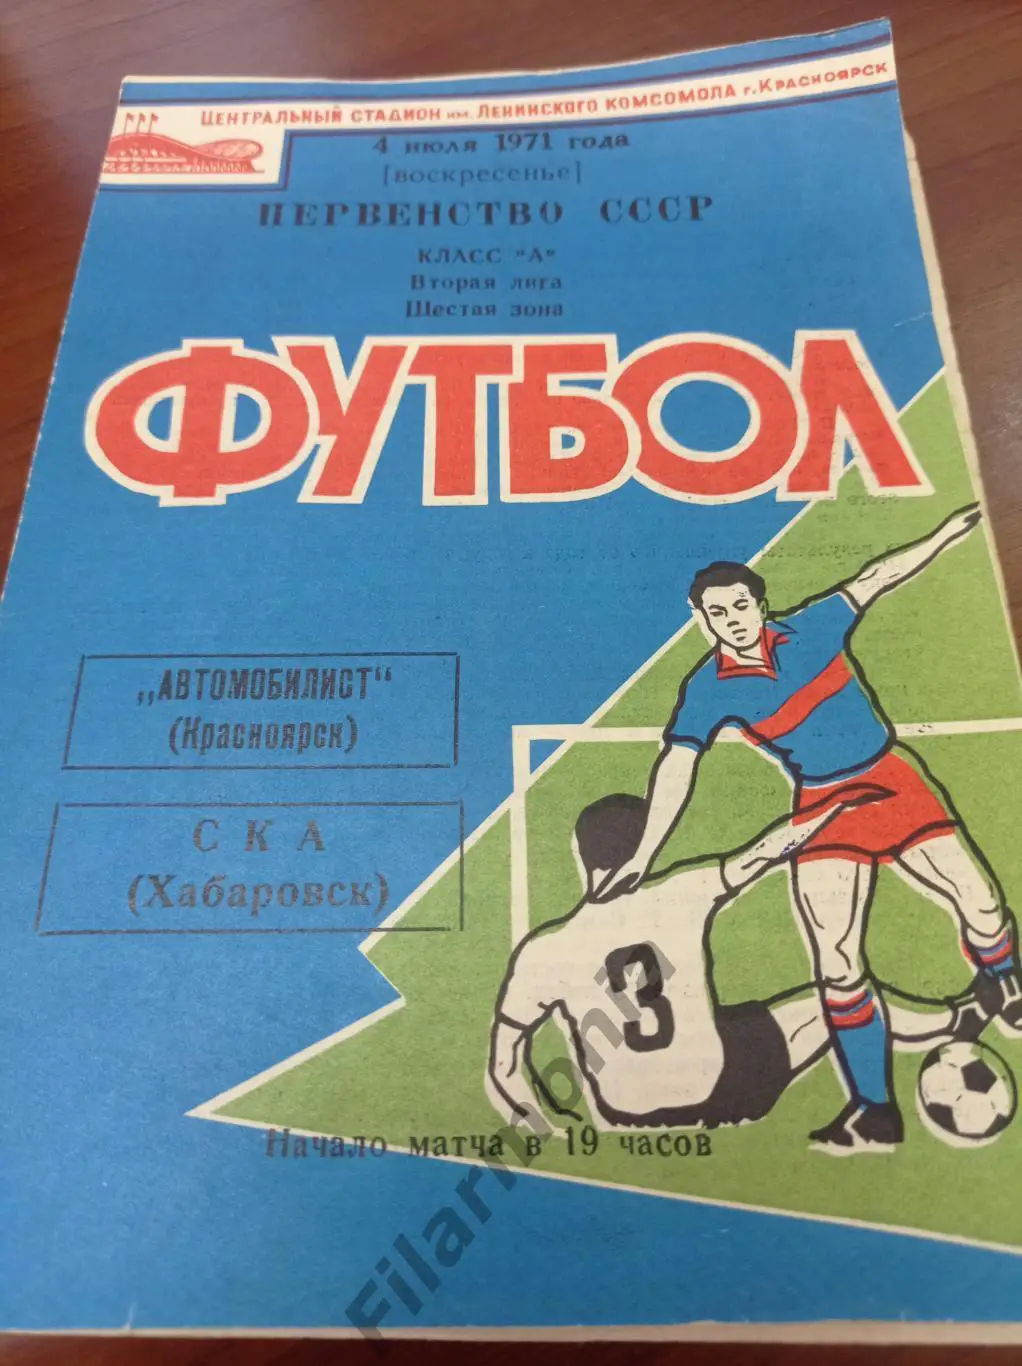 ЦЕНТРАЛЬНЫЙ СТАДИОН им. ЛЕНИНСКОГО КОМСОМОЛА г. КРАСНОЯРСК
4 июля 1971 года
[воскресенье]
ПЕРВЕНСТВО СССР
КЛАСС "А"
Вторая лига
Шестая зона
ФУТБОЛ
„АВТОМОБИЛИСТ“
(Красноярск)
СКА
(Хабаровск)
3
Начало матча в 19 часов
Filarmonia